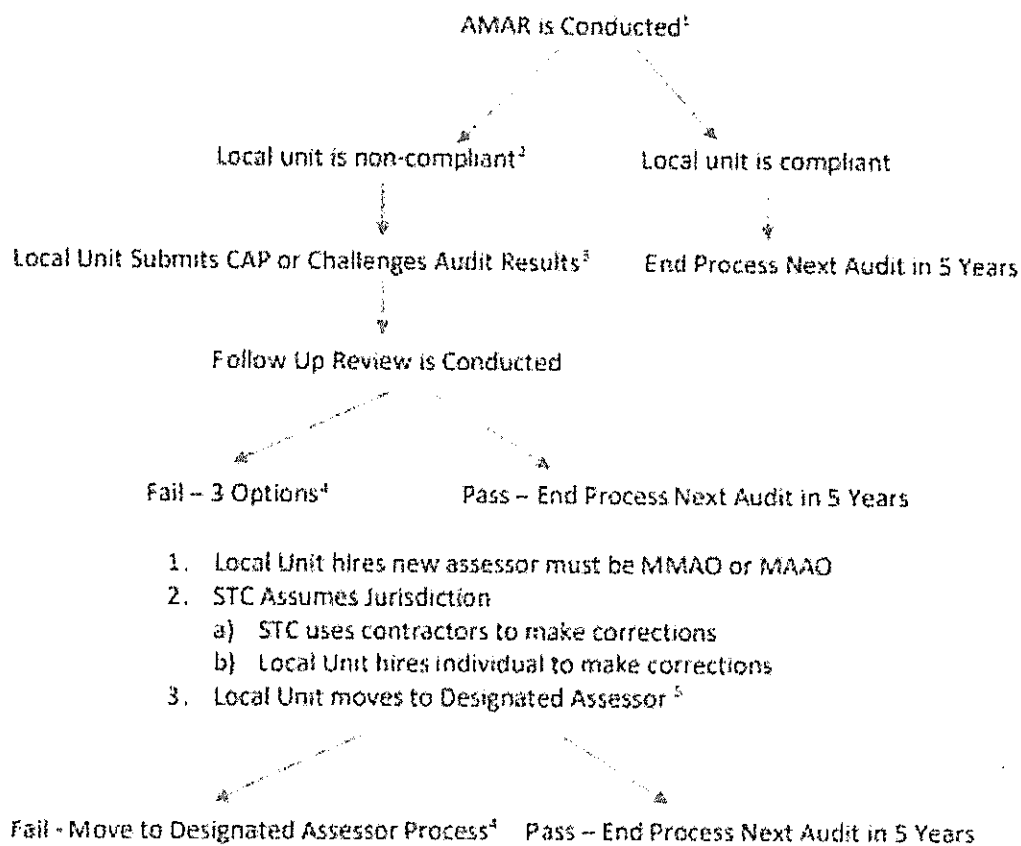 AMAR is Conducted¹
Local unit is non-compliant²
Local unit is compliant
Local Unit Submits CAP or Challenges Audit Results³
End Process Next Audit in 5 Years
Follow Up Review is Conducted
Fail – 3 Options⁴
Pass – End Process Next Audit in 5 Years
1. Local Unit hires new assessor must be MMAO or MAAO
2. STC Assumes Jurisdiction
a) STC uses contractors to make corrections
b) Local Unit hires individual to make corrections
3. Local Unit moves to Designated Assessor ⁵
Fail - Move to Designated Assessor Process⁴
Pass – End Process Next Audit in 5 Years